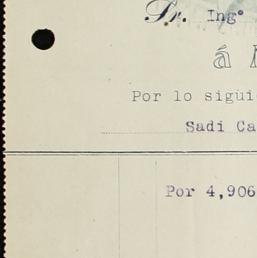 Sr. Ingº
á
Por lo sigui
Sadi Ca
Por 4,906